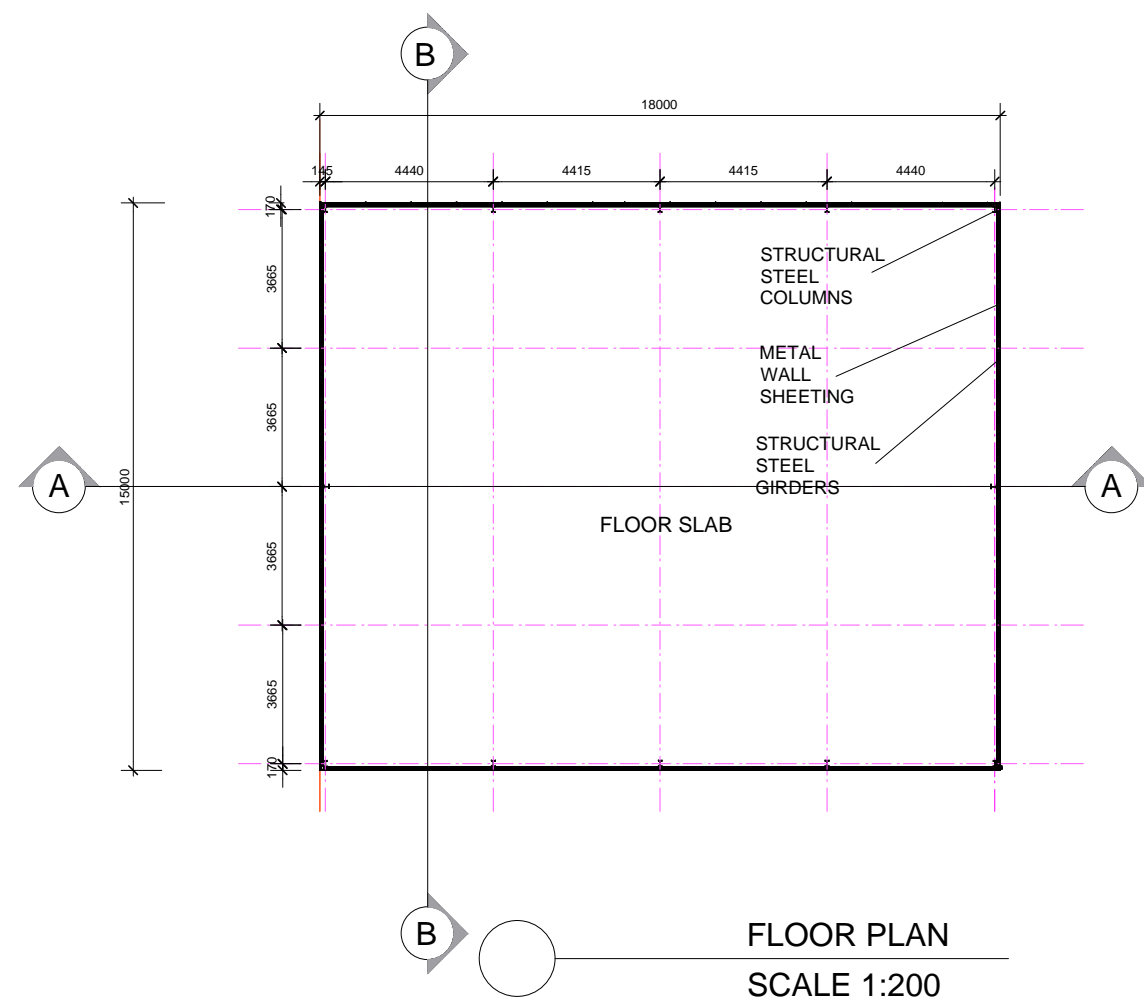 B
18000
145
4440
4415
4415
4440
170
3665
3665
3665
3665
170
15000
STRUCTURAL
STEEL
COLUMNS
METAL
WALL
SHEETING
STRUCTURAL
STEEL
GIRDERS
A
A
FLOOR SLAB
B
FLOOR PLAN
SCALE 1:200